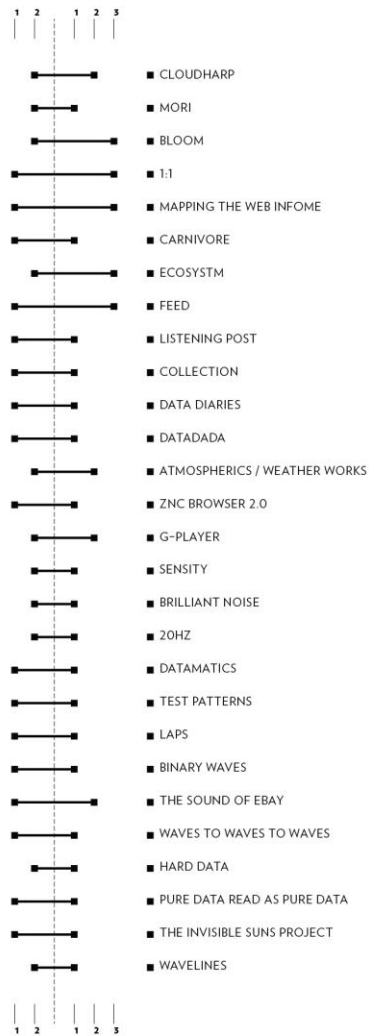 1 2 1 2 3
CLOUDHARP
MORI
BLOOM
1:1
MAPPING THE WEB INFOME
CARNIVORE
ECOSYSTM
FEED
LISTENING POST
COLLECTION
DATA DIARIES
DATADADA
ATMOSPHERICS / WEATHER WORKS
ZNC BROWSER 2.0
G-PLAYER
SENSITY
BRILLIANT NOISE
20HZ
DATAMATICS
TEST PATTERNS
LAPS
BINARY WAVES
THE SOUND OF EBAY
WAVES TO WAVES TO WAVES
HARD DATA
PURE DATA READ AS PURE DATA
THE INVISIBLE SUNS PROJECT
WAVELINES
1 2 1 2 3